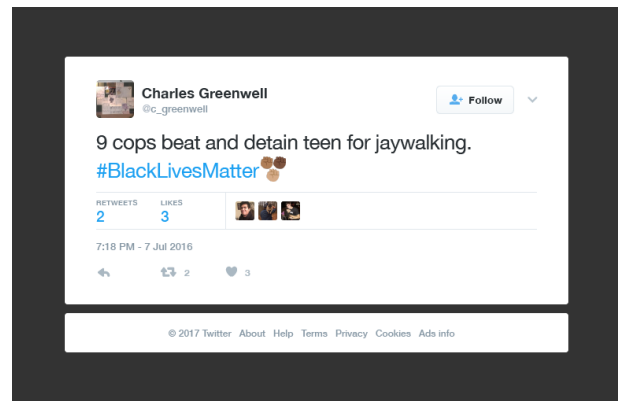 Charles Greenwell
@c_greenwell
Follow
9 cops beat and detain teen for jaywalking.
#BlackLivesMatter✊🏿✊🏾✊🏽
RETWEETS LIKES
2 3
7:18 PM - 7 Jul 2016
2 3
© 2017 Twitter About Help Terms Privacy Cookies Ads info